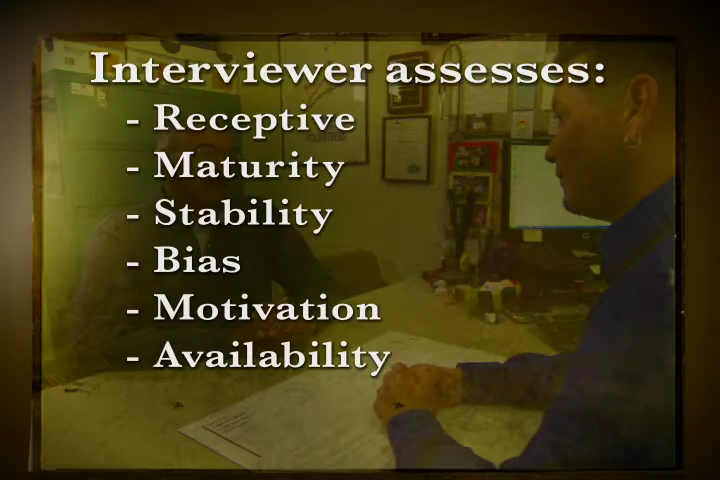 Interviewer assesses:
- Receptive
- Maturity
- Stability
- Bias
- Motivation
- Availability